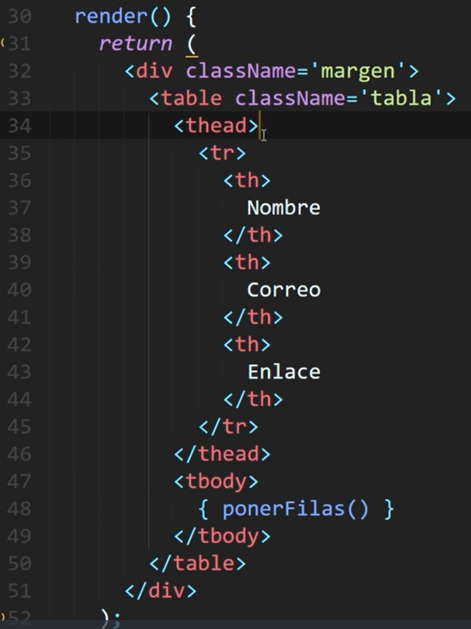 30 render() {
31 return (
32 <div className='margen'>
33 <table className='tabla'>
34 <thead>
35 <tr>
36 <th>
37 Nombre
38 </th>
39 <th>
40 Correo
41 </th>
42 <th>
43 Enlace
44 </th>
45 </tr>
46 </thead>
47 <tbody>
48 { ponerFilas() }
49 </tbody>
50 </table>
51 </div>
52 );